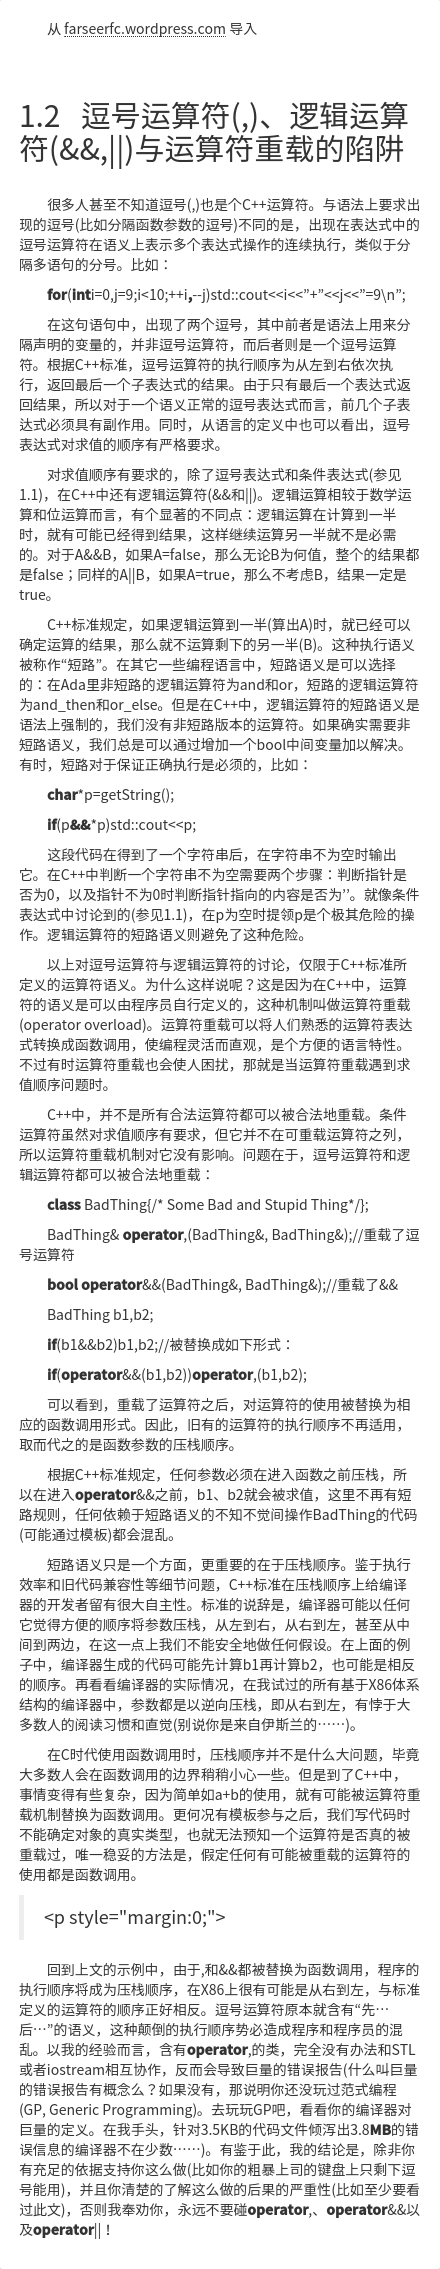 从 farseerfc.wordpress.com 导入
1.2 逗号运算符(,)、逻辑运算
符(&&,||)与运算符重载的陷阱
很多人甚至不知道逗号(,)也是个C++运算符。与语法上要求出
现的逗号(比如分隔函数参数的逗号)不同的是，出现在表达式中的
逗号运算符在语义上表示多个表达式操作的连续执行，类似于分
隔多语句的分号。比如：
for(inti=0,j=9;i<10;++i,--j)std::cout<<i<<”+”<<j<<”=9\n”;
在这句语句中，出现了两个逗号，其中前者是语法上用来分
隔声明的变量的，并非逗号运算符，而后者则是一个逗号运算
符。根据C++标准，逗号运算符的执行顺序为从左到右依次执
行，返回最后一个子表达式的结果。由于只有最后一个表达式返
回结果，所以对于一个语义正常的逗号表达式而言，前几个子表
达式必须具有副作用。同时，从语言的定义中也可以看出，逗号
表达式对求值的顺序有严格要求。
对求值顺序有要求的，除了逗号表达式和条件表达式(参见
1.1)，在C++中还有逻辑运算符(&&和||)。逻辑运算相较于数学运
算和位运算而言，有个显著的不同点：逻辑运算在计算到一半
时，就有可能已经得到结果，这样继续运算另一半就不是必需
的。对于A&&B，如果A=false，那么无论B为何值，整个的结果都
是false；同样的A||B，如果A=true，那么不考虑B，结果一定是
true。
C++标准规定，如果逻辑运算到一半(算出A)时，就已经可以
确定运算的结果，那么就不运算剩下的另一半(B)。这种执行语义
被称作“短路”。在其它一些编程语言中，短路语义是可以选择
的：在Ada里非短路的逻辑运算符为and和or，短路的逻辑运算符
为and_then和or_else。但是在C++中，逻辑运算符的短路语义是
语法上强制的，我们没有非短路版本的运算符。如果确实需要非
短路语义，我们总是可以通过增加一个bool中间变量加以解决。
有时，短路对于保证正确执行是必须的，比如：
char*p=getString();
if(p&&*p)std::cout<<p;
这段代码在得到了一个字符串后，在字符串不为空时输出
它。在C++中判断一个字符串不为空需要两个步骤：判断指针是
否为0，以及指针不为0时判断指针指向的内容是否为’’。就像条件
表达式中讨论到的(参见1.1)，在p为空时提领p是个极其危险的操
作。逻辑运算符的短路语义则避免了这种危险。
以上对逗号运算符与逻辑运算符的讨论，仅限于C++标准所
定义的运算符语义。为什么这样说呢？这是因为在C++中，运算
符的语义是可以由程序员自行定义的，这种机制叫做运算符重载
(operator overload)。运算符重载可以将人们熟悉的运算符表达
式转换成函数调用，使编程灵活而直观，是个方便的语言特性。
不过有时运算符重载也会使人困扰，那就是当运算符重载遇到求
值顺序问题时。
C++中，并不是所有合法运算符都可以被合法地重载。条件
运算符虽然对求值顺序有要求，但它并不在可重载运算符之列，
所以运算符重载机制对它没有影响。问题在于，逗号运算符和逻
辑运算符都可以被合法地重载：
class BadThing{/* Some Bad and Stupid Thing*/};
BadThing& operator,(BadThing&, BadThing&);//重载了逗
号运算符
bool operator&&(BadThing&, BadThing&);//重载了&&
BadThing b1,b2;
if(b1&&b2)b1,b2;//被替换成如下形式：
if(operator&&(b1,b2))operator,(b1,b2);
可以看到，重载了运算符之后，对运算符的使用被替换为相
应的函数调用形式。因此，旧有的运算符的执行顺序不再适用，
取而代之的是函数参数的压栈顺序。
根据C++标准规定，任何参数必须在进入函数之前压栈，所
以在进入operator&&之前，b1、b2就会被求值，这里不再有短
路规则，任何依赖于短路语义的不知不觉间操作BadThing的代码
(可能通过模板)都会混乱。
短路语义只是一个方面，更重要的在于压栈顺序。鉴于执行
效率和旧代码兼容性等细节问题，C++标准在压栈顺序上给编译
器的开发者留有很大自主性。标准的说辞是，编译器可能以任何
它觉得方便的顺序将参数压栈，从左到右，从右到左，甚至从中
间到两边，在这一点上我们不能安全地做任何假设。在上面的例
子中，编译器生成的代码可能先计算b1再计算b2，也可能是相反
的顺序。再看看编译器的实际情况，在我试过的所有基于X86体系
结构的编译器中，参数都是以逆向压栈，即从右到左，有悖于大
多数人的阅读习惯和直觉(别说你是来自伊斯兰的……)。
在C时代使用函数调用时，压栈顺序并不是什么大问题，毕竟
大多数人会在函数调用的边界稍稍小心一些。但是到了C++中，
事情变得有些复杂，因为简单如a+b的使用，就有可能被运算符重
载机制替换为函数调用。更何况有模板参与之后，我们写代码时
不能确定对象的真实类型，也就无法预知一个运算符是否真的被
重载过，唯一稳妥的方法是，假定任何有可能被重载的运算符的
使用都是函数调用。
<p style="margin:0;">
回到上文的示例中，由于,和&&都被替换为函数调用，程序的
执行顺序将成为压栈顺序，在X86上很有可能是从右到左，与标准
定义的运算符的顺序正好相反。逗号运算符原本就含有“先…
后…”的语义，这种颠倒的执行顺序势必造成程序和程序员的混
乱。以我的经验而言，含有operator,的类，完全没有办法和STL
或者iostream相互协作，反而会导致巨量的错误报告(什么叫巨量
的错误报告有概念么？如果没有，那说明你还没玩过范式编程
(GP, Generic Programming)。去玩玩GP吧，看看你的编译器对
巨量的定义。在我手头，针对3.5KB的代码文件倾泻出3.8MB的错
误信息的编译器不在少数……)。有鉴于此，我的结论是，除非你
有充足的依据支持你这么做(比如你的粗暴上司的键盘上只剩下逗
号能用)，并且你清楚的了解这么做的后果的严重性(比如至少要看
过此文)，否则我奉劝你，永远不要碰operator,、operator&&以
及operator||！